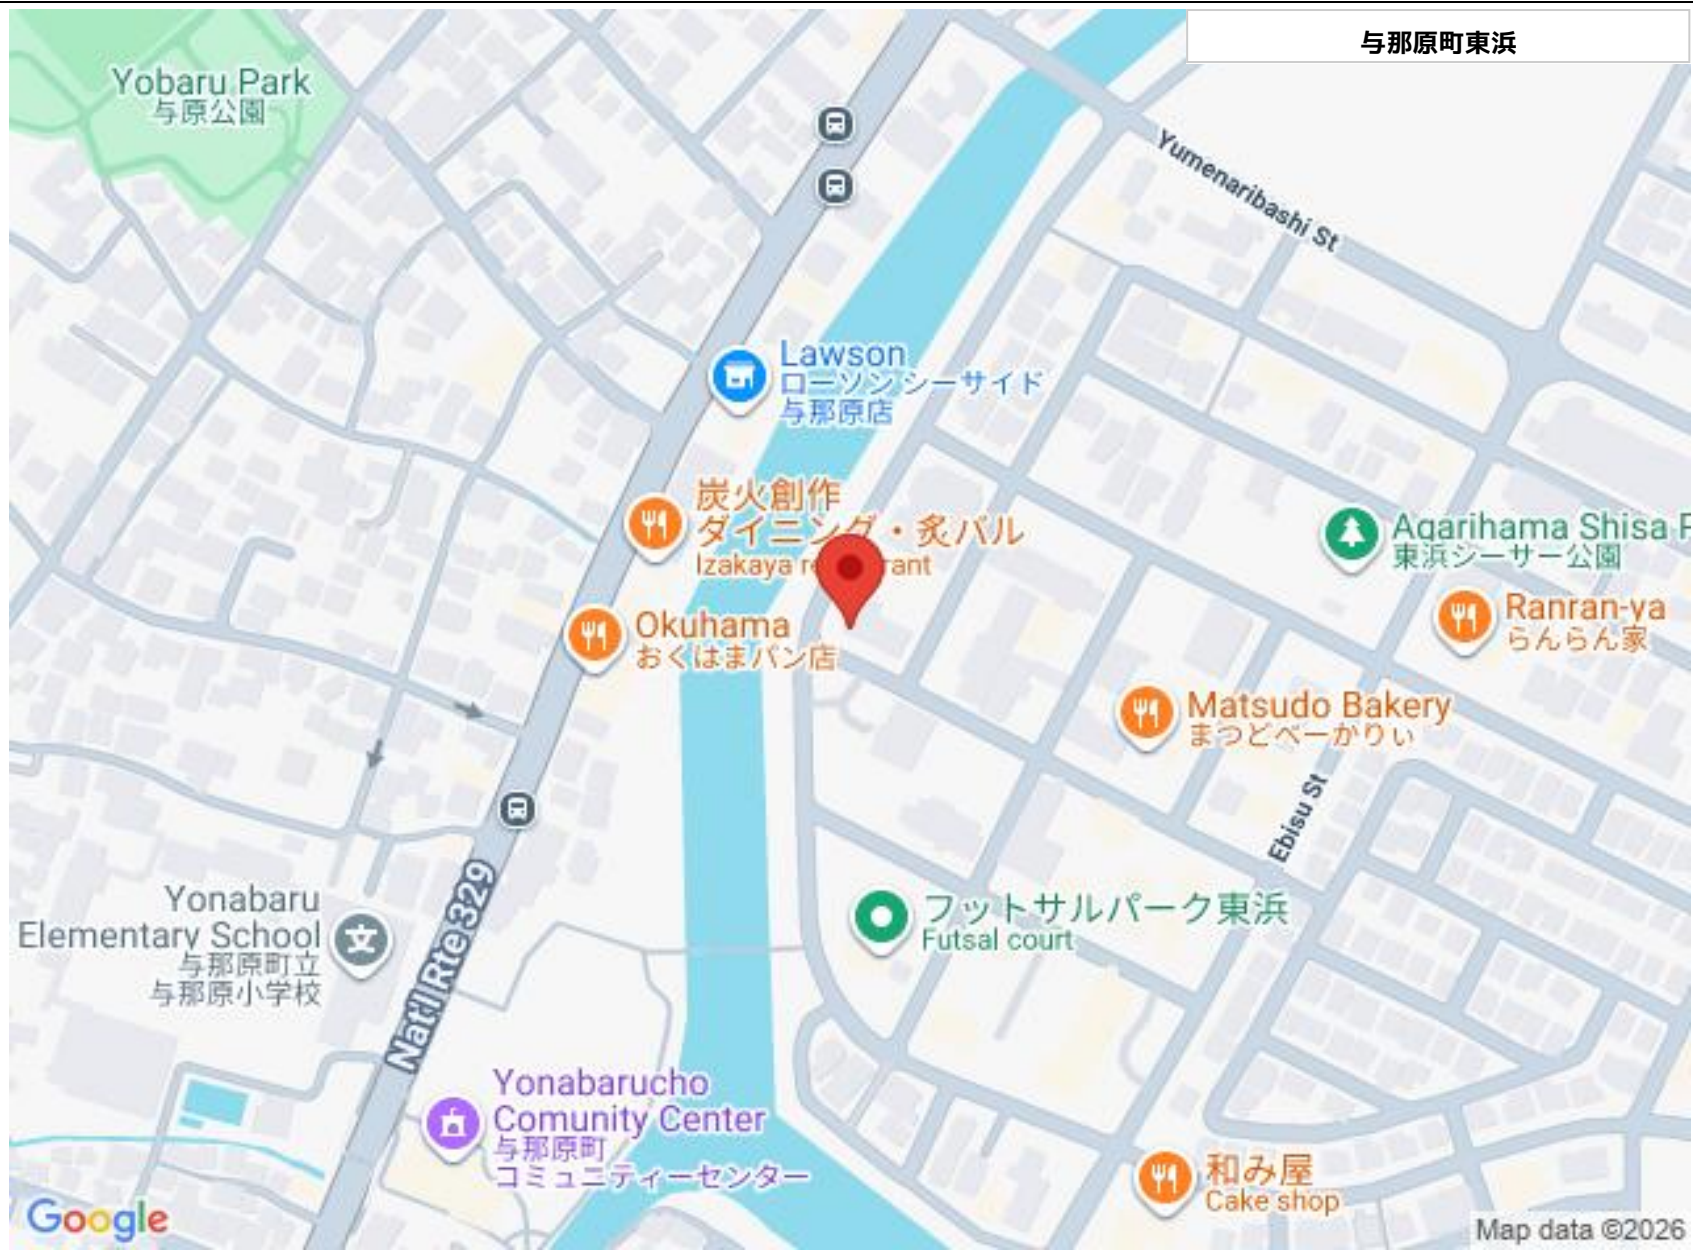 与那原町東浜
Yobaru Park
与原公園
Yumenaribashi St
Lawson
ローソン シーサイド
与那原店
炭火創作
ダイニング・炙バル
Izakaya re
rant
Agarihama Shisa P
東浜シーサー公園
Ranran-ya
らんらん家
Okuhama
おくはまパン店
Matsudo Bakery
まつどべーかりぃ
Ebisu St
Yonabaru
Elementary School
与那原町立
与那原小学校
Nat'l Rte 329
フットサルパーク東浜
Futsal court
Yonabarucho
Comunity Center
与那原町
コミュニティーセンター
和み屋
Cake shop
Google
Map data ©2026